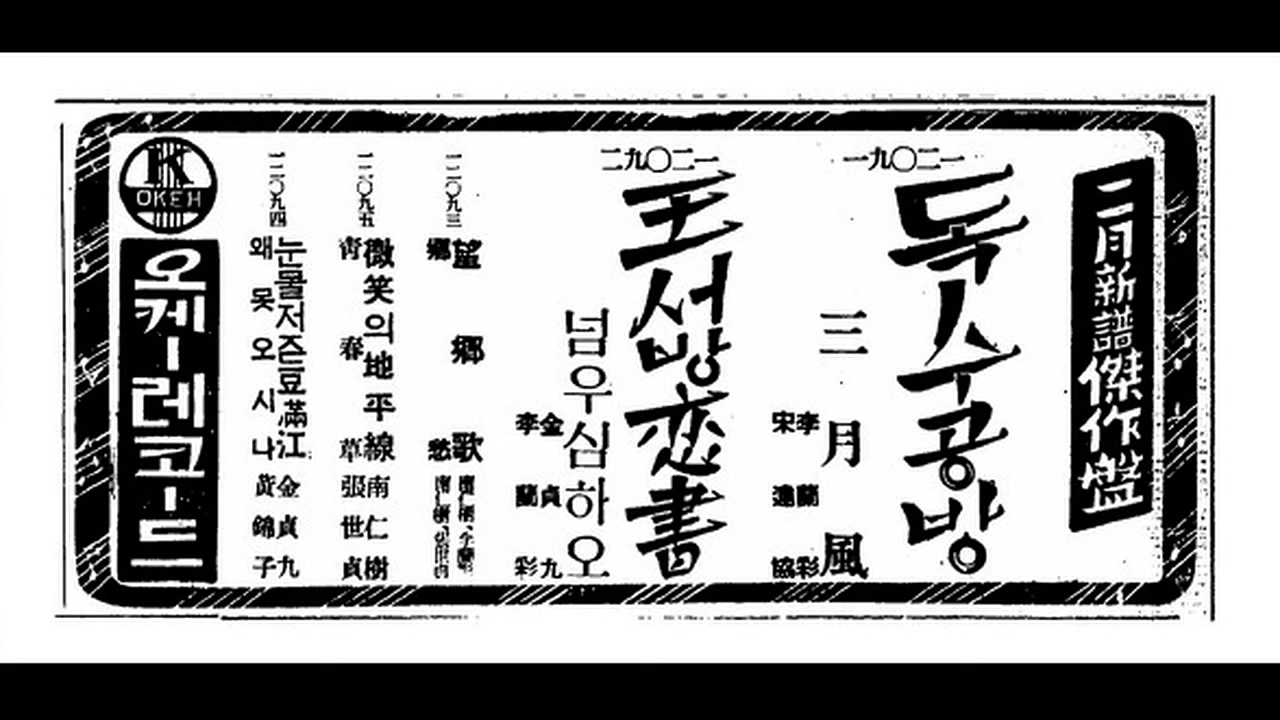 二月新譜傑作盤
一二〇九一
독수공방
三月風
李蘭彩
宋達協
一二〇九二
王서방恋書
넘우심하오
金貞九
李蘭彩
一二〇九三
望鄉歌
鄕愁
一二〇九五
微笑의地平線
靑春草
南仁樹
張世貞
一二〇九四
눈물저즌豆滿江
왜못오시나
金貞九
黃錦子
K
OKEH
오케ー레코ー드